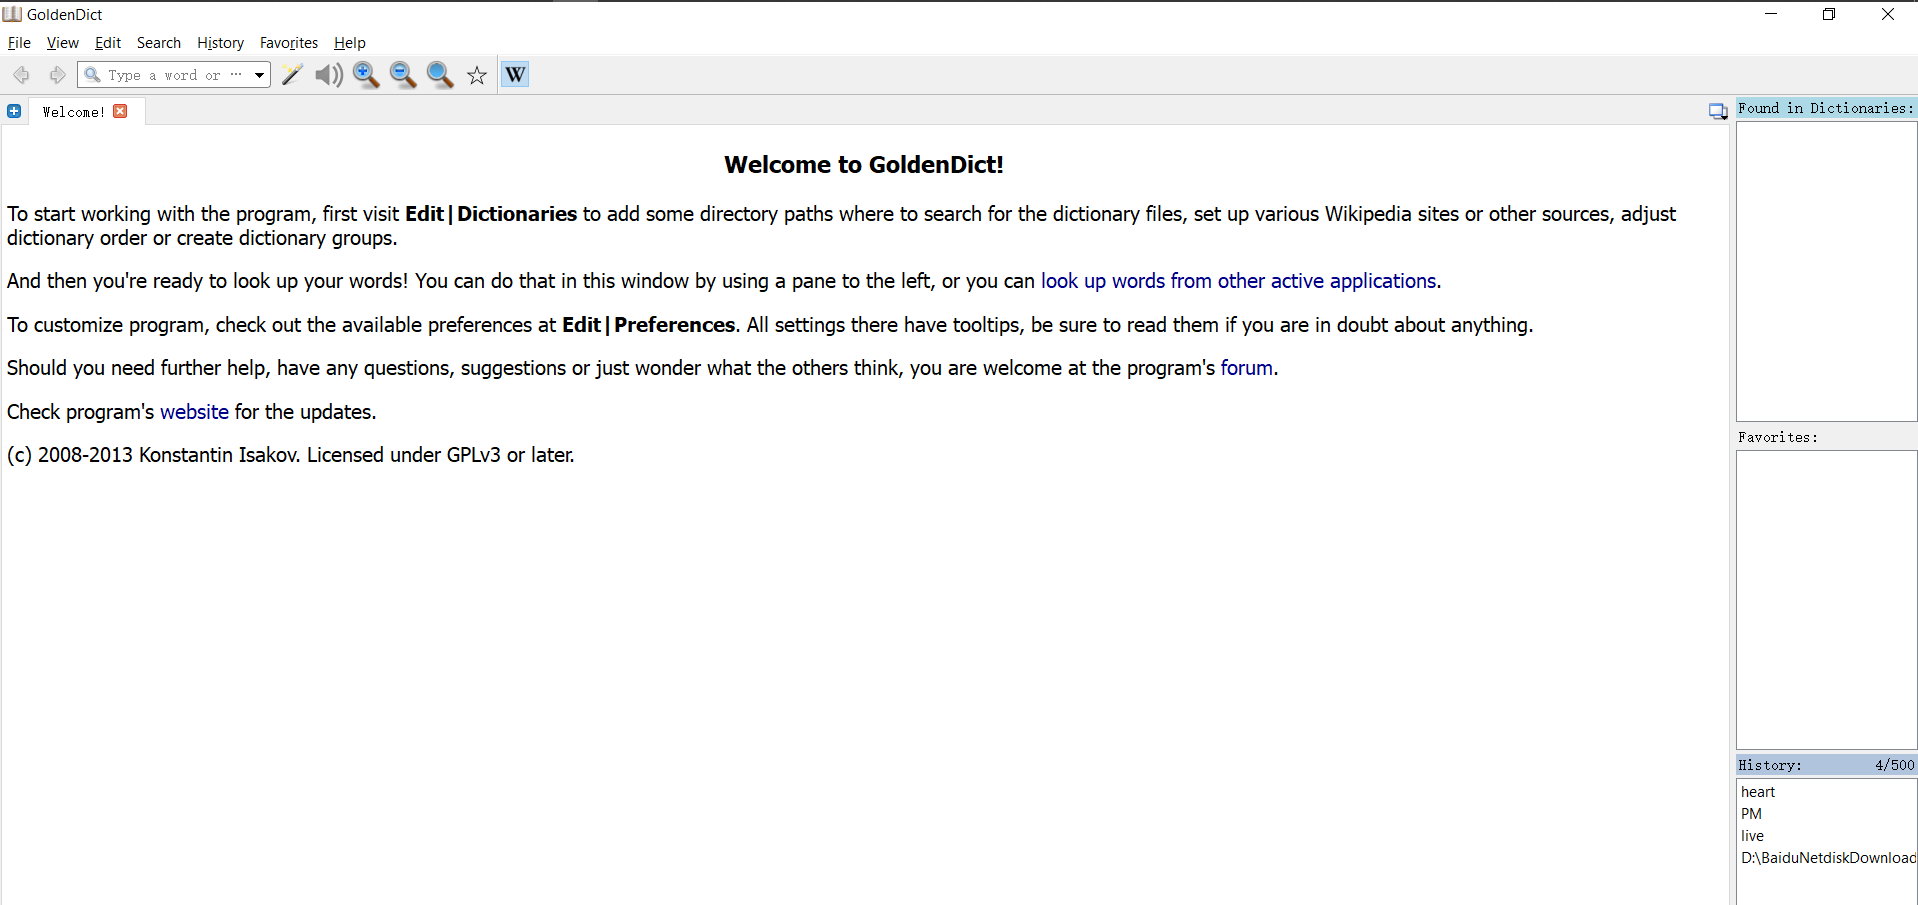 GoldenDict
File View Edit Search History Favorites Help
Type a word or ···
W
Welcome!
Found in Dictionaries:
Welcome to GoldenDict!
To start working with the program, first visit Edit|Dictionaries to add some directory paths where to search for the dictionary files, set up various Wikipedia sites or other sources, adjust
dictionary order or create dictionary groups.
And then you're ready to look up your words! You can do that in this window by using a pane to the left, or you can look up words from other active applications.
To customize program, check out the available preferences at Edit|Preferences. All settings there have tooltips, be sure to read them if you are in doubt about anything.
Should you need further help, have any questions, suggestions or just wonder what the others think, you are welcome at the program's forum.
Check program's website for the updates.
(c) 2008-2013 Konstantin Isakov. Licensed under GPLv3 or later.
Favorites:
History: 4/500
heart
PM
live
D:\BaiduNetdiskDownload